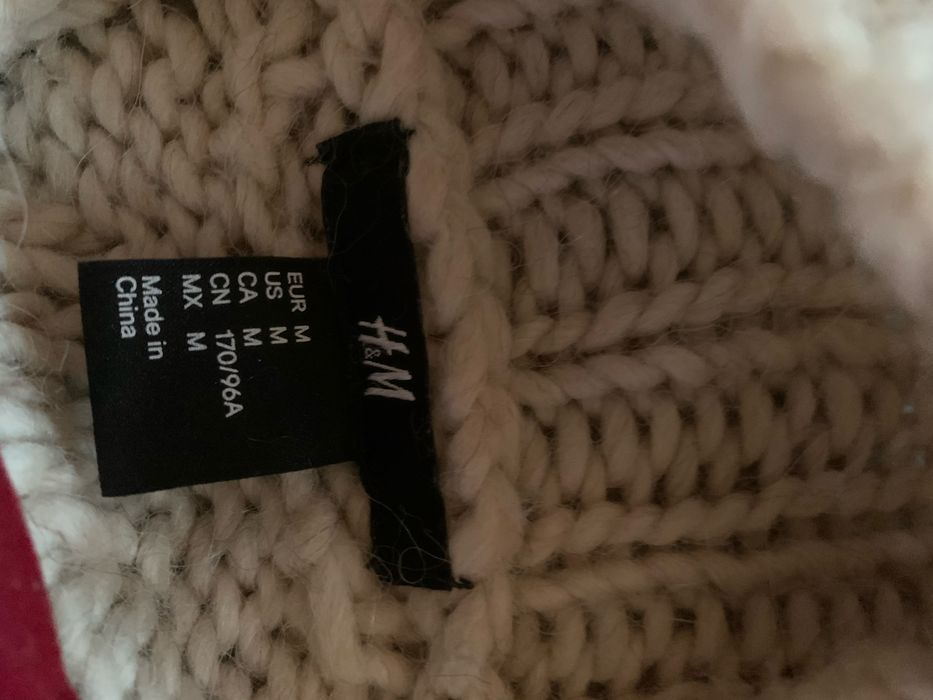 H&M
EUR M
US M
CA M
CN 170/96A
MX M
Made in
China